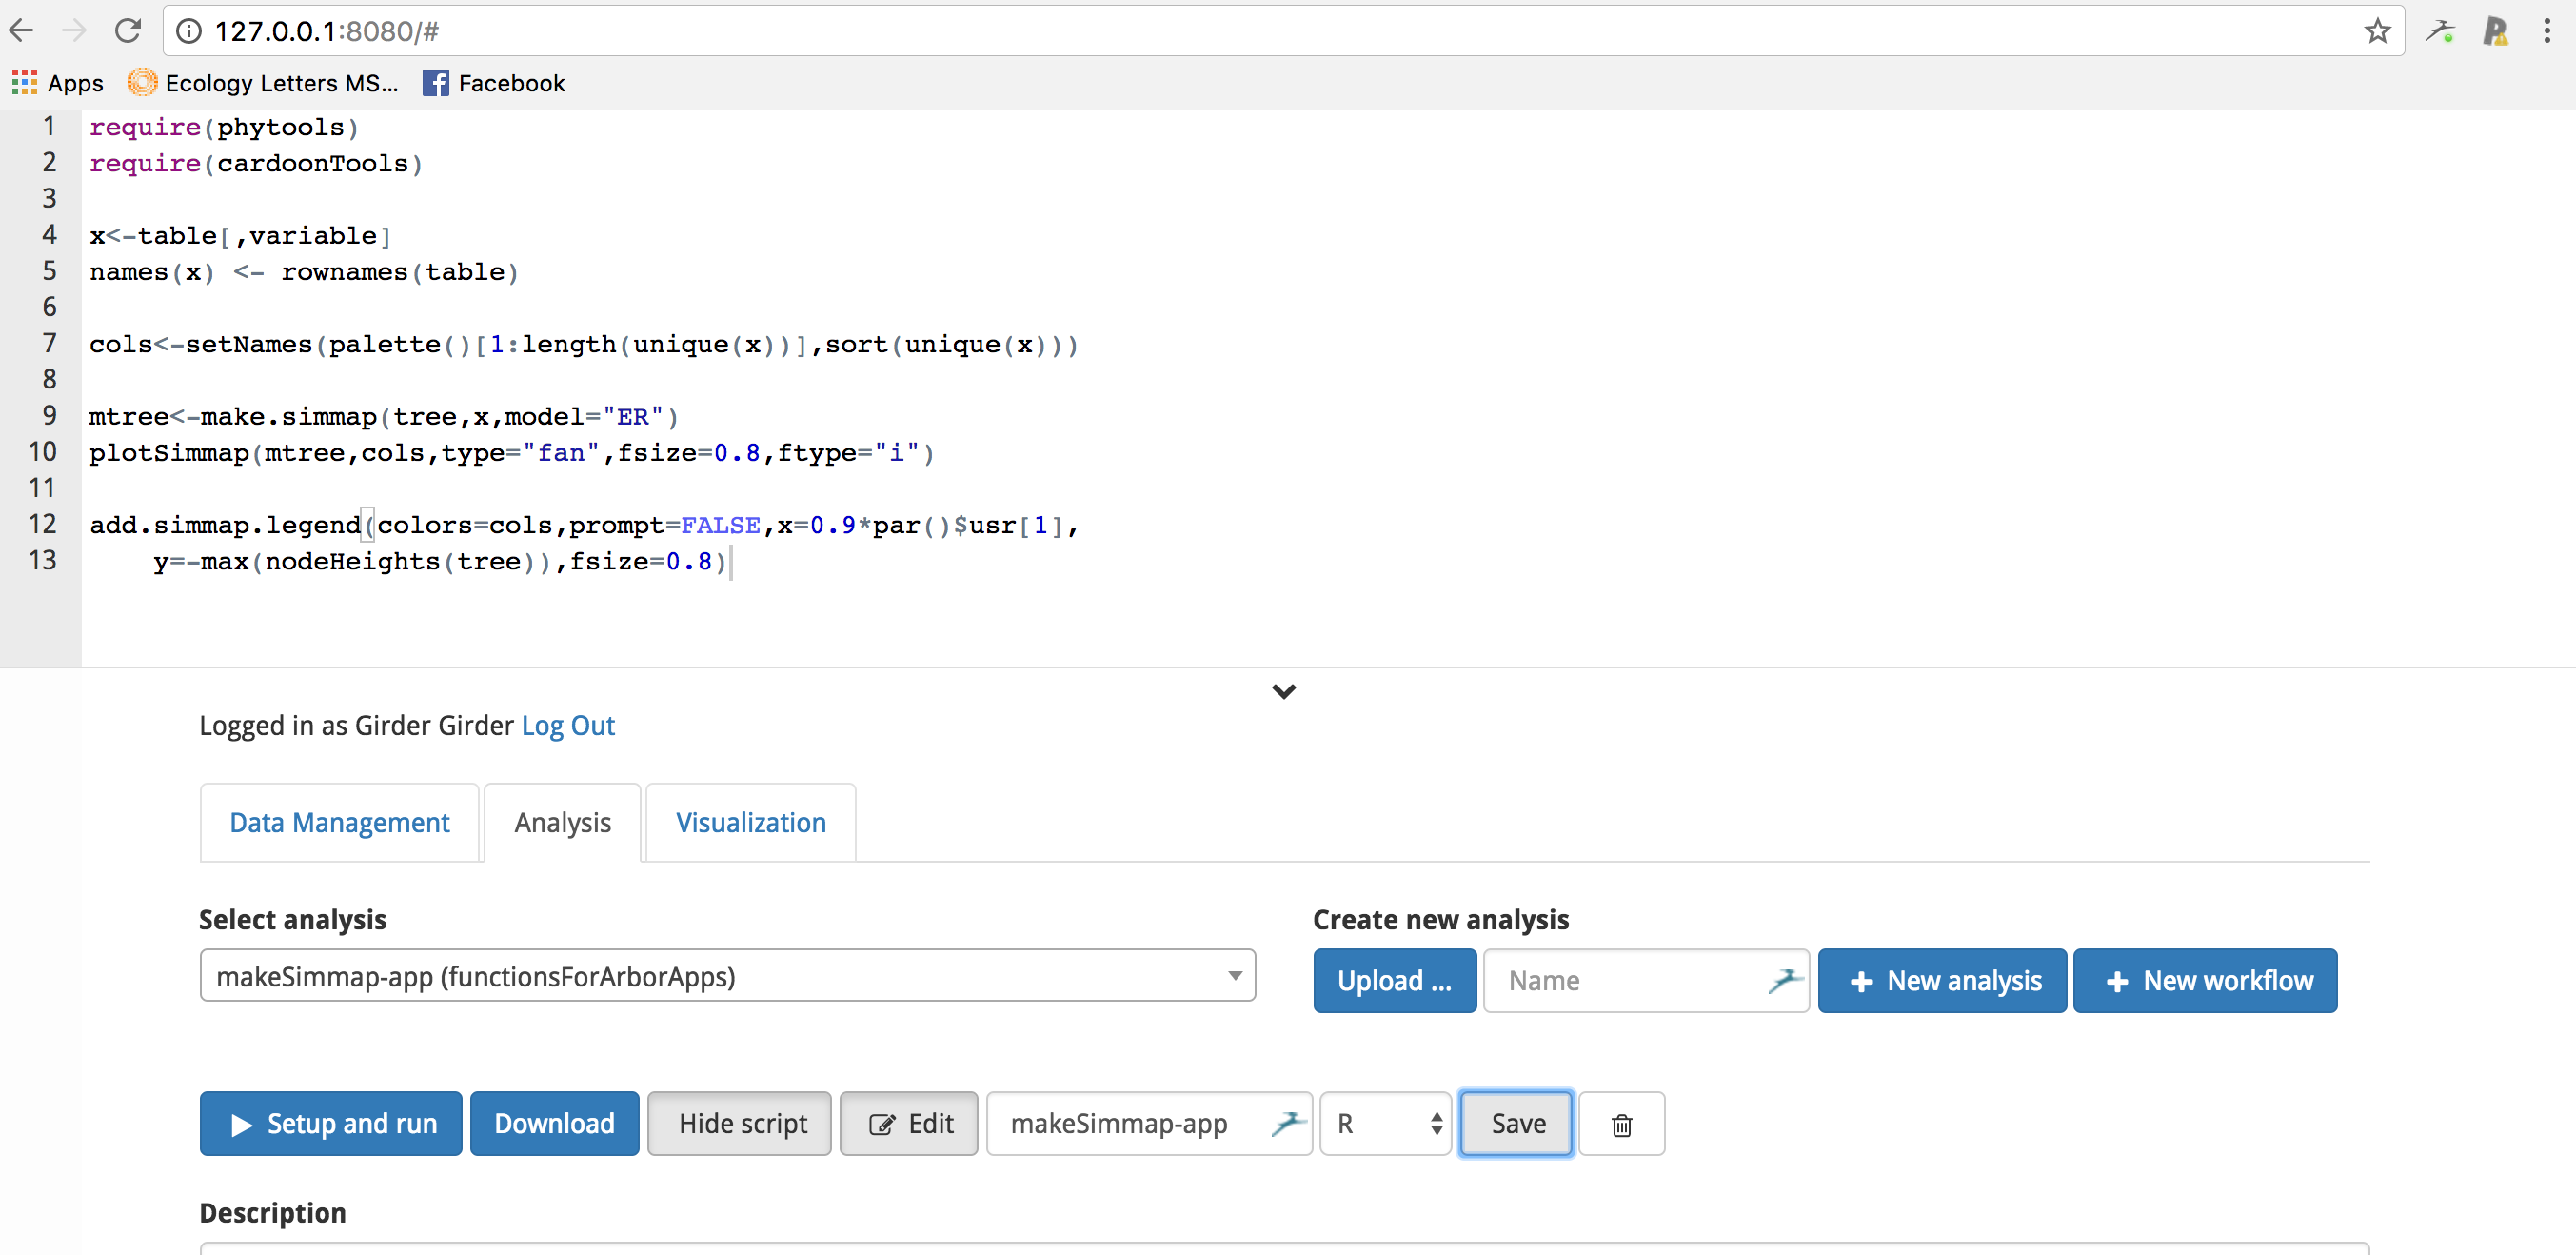 127.0.0.1:8080/#
Apps Ecology Letters MS... Facebook
1 require(phytools)
2 require(cardoonTools)
3
4 x<-table[,variable]
5 names(x) <- rownames(table)
6
7 cols<-setNames(palette()[1:length(unique(x))],sort(unique(x)))
8
9 mtree<-make.simmap(tree,x,model="ER")
10 plotSimmap(mtree,cols,type="fan",fsize=0.8,ftype="i")
11
12 add.simmap.legend(colors=cols,prompt=FALSE,x=0.9*par()$usr[1],
13     y=-max(nodeHeights(tree)),fsize=0.8)
Logged in as Girder Girder Log Out
Data Management Analysis Visualization
Select analysis Create new analysis
makeSimmap-app (functionsForArborApps) Upload ... Name New analysis New workflow
Setup and run Download Hide script Edit makeSimmap-app R Save
Description